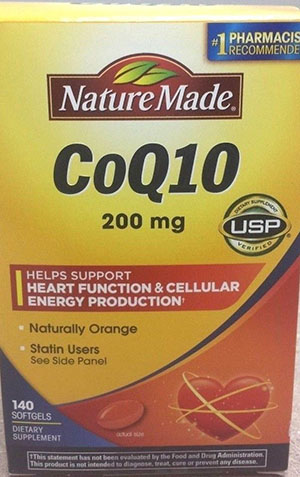 #1 PHARMACIS
RECOMMENDE
Nature Made®
CoQ10
200 mg
DIETARY SUPPLEMENT
USP
VERIFIED
HELPS SUPPORT
HEART FUNCTION & CELLULAR
ENERGY PRODUCTION†
• Naturally Orange
• Statin Users
See Side Panel
140
SOFTGELS
DIETARY
SUPPLEMENT
actual size
†This statement has not been evaluated by the Food and Drug Administration.
This product is not intended to diagnose, treat, cure or prevent any disease.